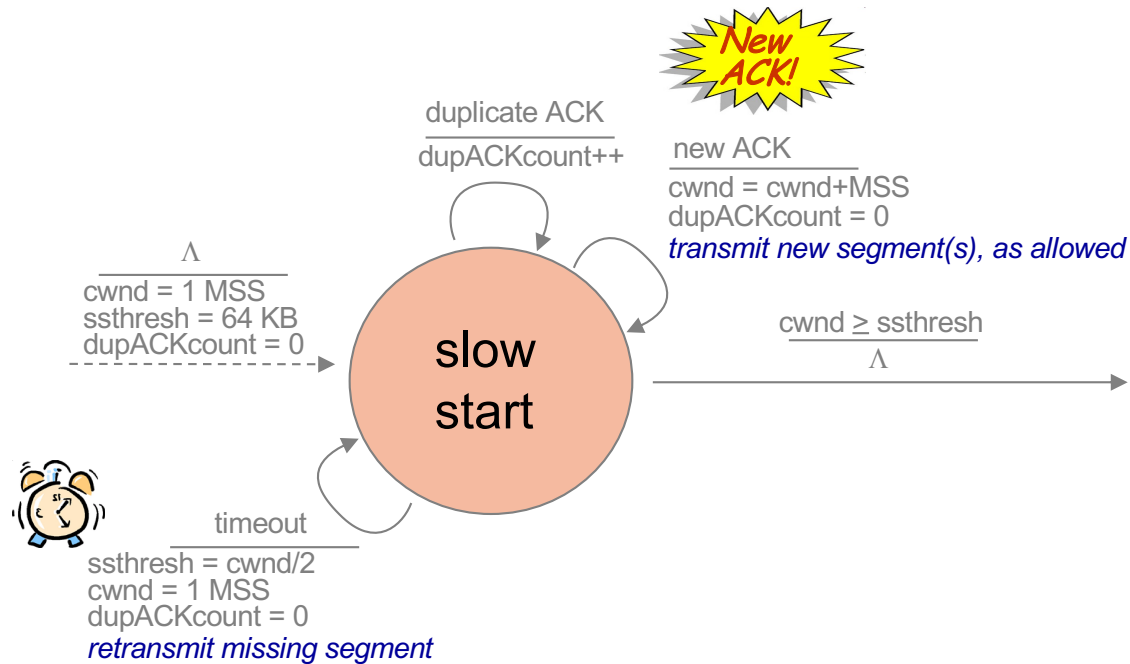 New
ACK!
duplicate ACK
dupACKcount++
new ACK
cwnd = cwnd+MSS
dupACKcount = 0
transmit new segment(s), as allowed
Λ
cwnd = 1 MSS
ssthresh = 64 KB
dupACKcount = 0
slow
start
cwnd ≥ ssthresh
Λ
timeout
ssthresh = cwnd/2
cwnd = 1 MSS
dupACKcount = 0
retransmit missing segment